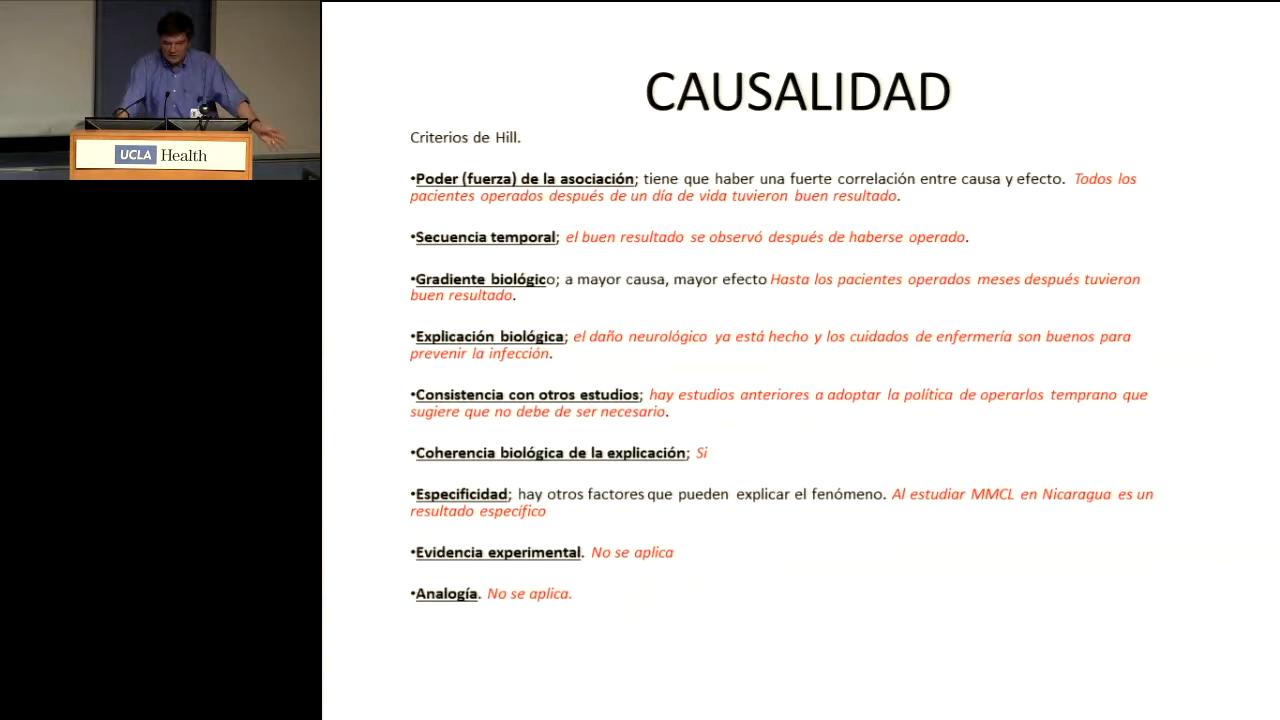 UCLA Health
CAUSALIDAD
Criterios de Hill.
•Poder (fuerza) de la asociación; tiene que haber una fuerte correlación entre causa y efecto. Todos los
pacientes operados después de un día de vida tuvieron buen resultado.
•Secuencia temporal; el buen resultado se observó después de haberse operado.
•Gradiente biológico; a mayor causa, mayor efecto Hasta los pacientes operados meses después tuvieron
buen resultado.
•Explicación biológica; el daño neurológico ya está hecho y los cuidados de enfermería son buenos para
prevenir la infección.
•Consistencia con otros estudios; hay estudios anteriores a adoptar la política de operarlos temprano que
sugiere que no debe de ser necesario.
•Coherencia biológica de la explicación; Si
•Especificidad; hay otros factores que pueden explicar el fenómeno. Al estudiar MMCL en Nicaragua es un
resultado específico
•Evidencia experimental. No se aplica
•Analogía. No se aplica.